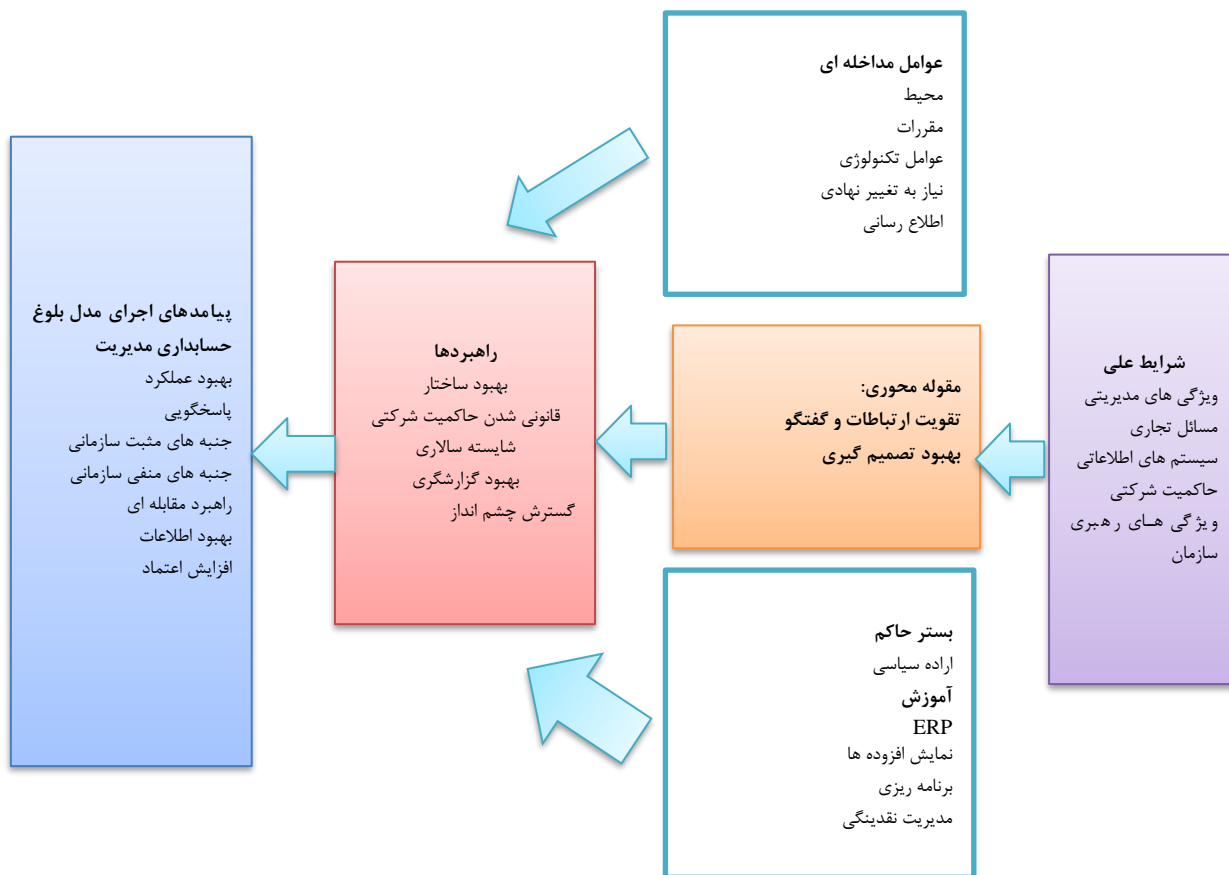 عوامل مداخله ای
محیط
مقررات
عوامل تکنولوژی
نیاز به تغییر نهادی
اطلاع رسانی
شرایط علی
ویژگی های مدیریتی
مسائل تجاری
سیستم های اطلاعاتی
حاکمیت شرکتی
ویژگی های رهبری
سازمان
مقوله محوری:
تقویت ارتباطات و گفتگو
بهبود تصمیم گیری
راهبردها
بهبود ساختار
قانونی شدن حاکمیت شرکتی
شایسته سالاری
بهبود گزارشگری
گسترش چشم انداز
پیامدهای اجرای مدل بلوغ
حسابداری مدیریت
بهبود عملکرد
پاسخگویی
جنبه های مثبت سازمانی
جنبه های منفی سازمانی
راهبرد مقابله ای
بهبود اطلاعات
افزایش اعتماد
بستر حاکم
اراده سیاسی
آموزش
ERP
نمایش افزوده ها
برنامه ریزی
مدیریت نقدینگی